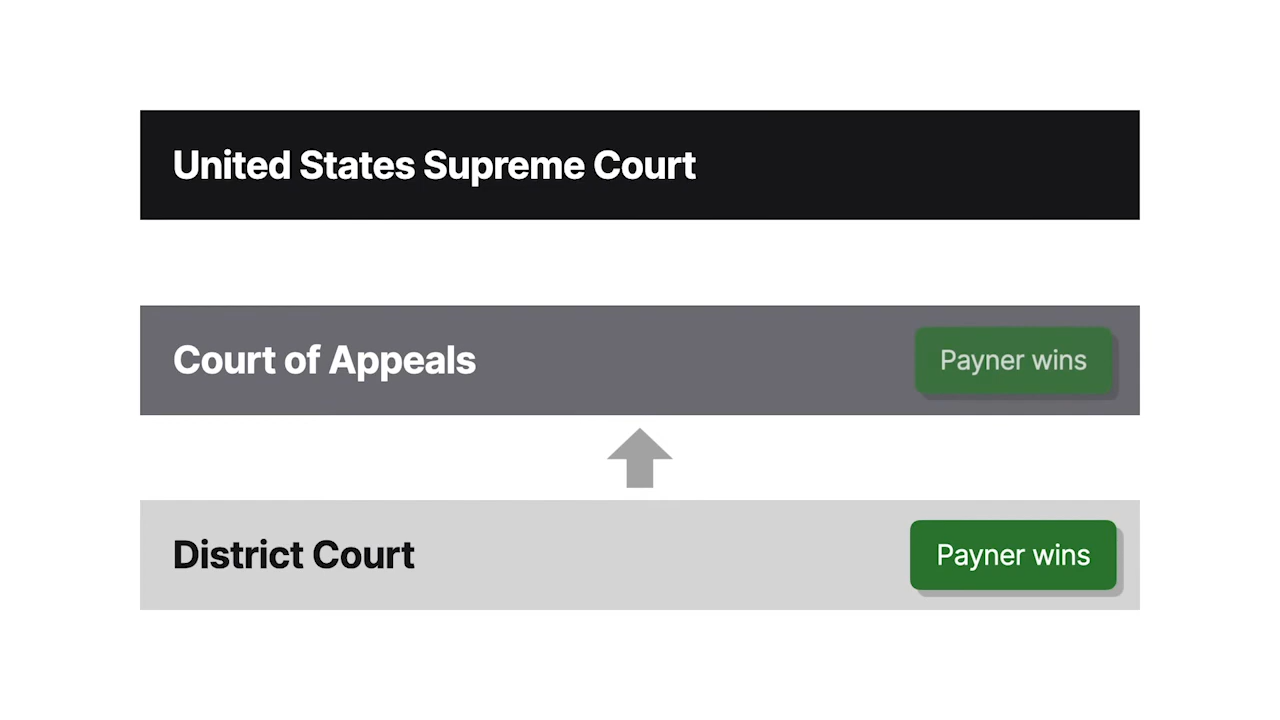 United States Supreme Court
Court of Appeals
Payner wins
District Court
Payner wins